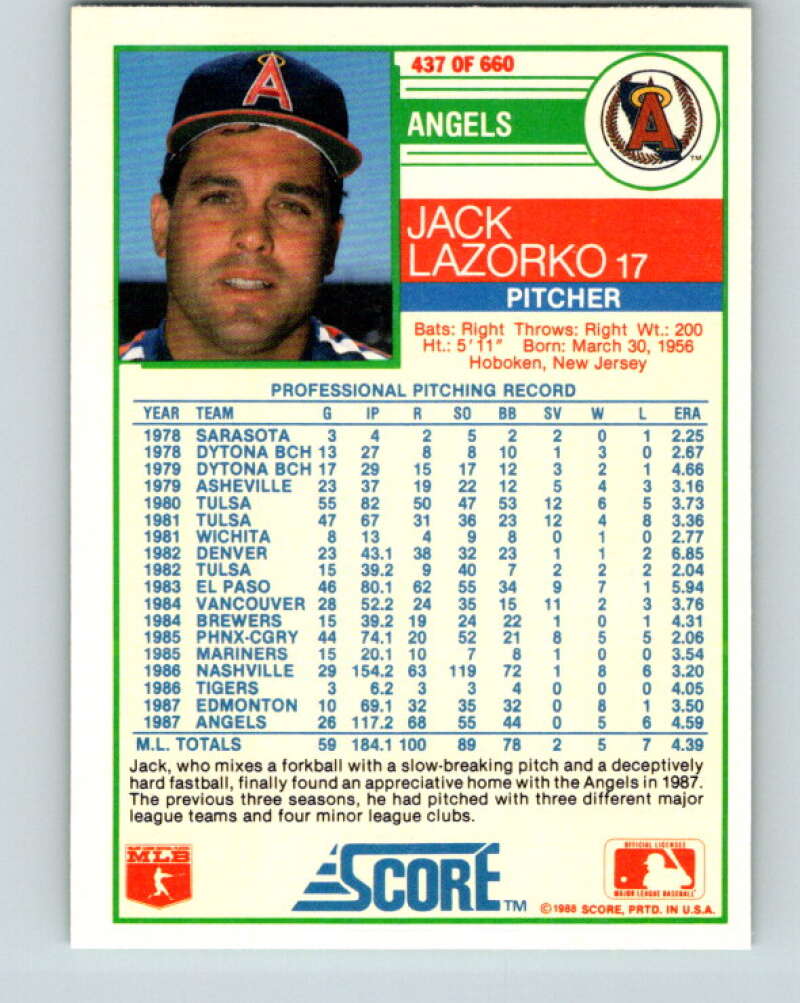 437 OF 660
ANGELS
A
A
TM
JACK
LAZORKO 17
PITCHER
Bats: Right Throws: Right Wt.: 200
Ht.: 5'11" Born: March 30, 1956
Hoboken, New Jersey
PROFESSIONAL PITCHING RECORD
YEAR TEAM G IP R SO BB SV W L ERA
1978 SARASOTA 3 4 2 5 2 2 0 1 2.25
1978 DYTONA BCH 13 27 8 8 10 1 3 0 2.67
1979 DYTONA BCH 17 29 15 17 12 3 2 1 4.66
1979 ASHEVILLE 23 37 19 22 12 5 4 3 3.16
1980 TULSA 55 82 50 47 53 12 6 5 3.73
1981 TULSA 47 67 31 36 23 12 4 8 3.36
1981 WICHITA 8 13 4 9 8 0 1 0 2.77
1982 DENVER 23 43.1 38 32 23 1 1 2 6.85
1982 TULSA 15 39.2 9 40 7 2 2 2 2.04
1983 EL PASO 46 80.1 62 55 34 9 7 1 5.94
1984 VANCOUVER 28 52.2 24 35 15 11 2 3 3.76
1984 BREWERS 15 39.2 19 24 22 1 0 1 4.31
1985 PHNX-CGRY 44 74.1 20 52 21 8 5 5 2.06
1985 MARINERS 15 20.1 10 7 8 1 0 0 3.54
1986 NASHVILLE 29 154.2 63 119 72 1 8 6 3.20
1986 TIGERS 3 6.2 3 3 4 0 0 0 4.05
1987 EDMONTON 10 69.1 32 35 32 0 8 1 3.50
1987 ANGELS 26 117.2 68 55 44 0 5 6 4.59
M.L. TOTALS 59 184.1 100 89 78 2 5 7 4.39
Jack, who mixes a forkball with a slow-breaking pitch and a deceptively
hard fastball, finally found an appreciative home with the Angels in 1987.
The previous three seasons, he had pitched with three different major
league teams and four minor league clubs.
MLB
SCORE TM
OFFICIAL LICENSEE
MAJOR LEAGUE BASEBALL
©1988 SCORE, PRTD. IN U.S.A.